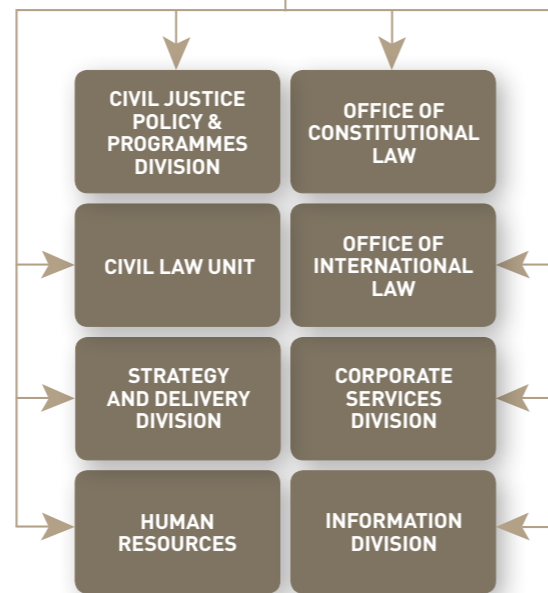 CIVIL JUSTICE
POLICY &
PROGRAMMES
DIVISION
OFFICE OF
CONSTITUTIONAL
LAW
CIVIL LAW UNIT
OFFICE OF
INTERNATIONAL
LAW
STRATEGY
AND DELIVERY
DIVISION
CORPORATE
SERVICES
DIVISION
HUMAN
RESOURCES
INFORMATION
DIVISION